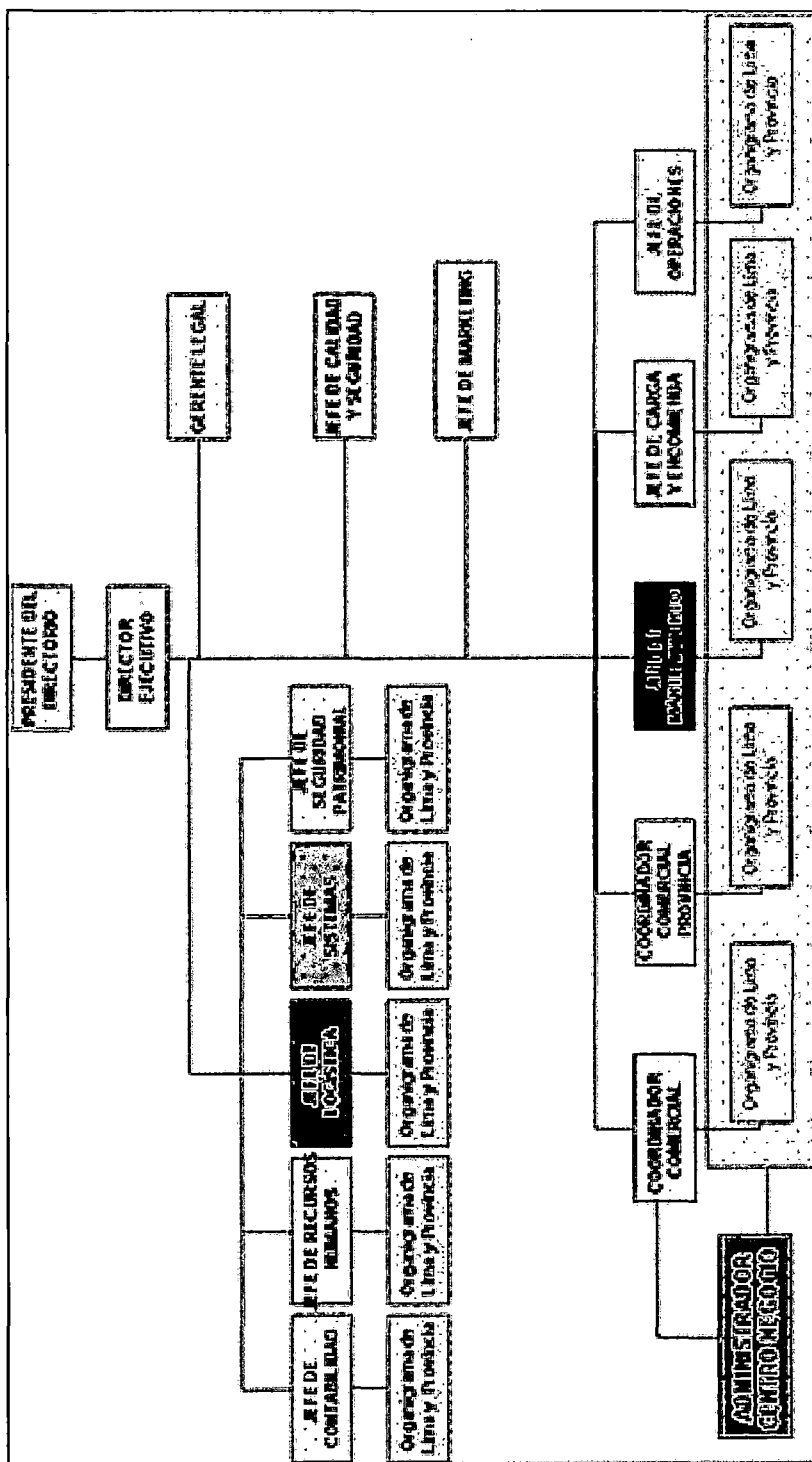 PRESIDENTE DEL
DIRECTORIO
DIRECTOR
EJECUTIVO
GERENTE LEGAL
JEFE DE CALIDAD
Y SEGURIDAD
JEFE DE MARKETING
JEFE DE
CONTABILIDAD
JEFE DE RECURSOS
HUMANOS
JEFE DE
LOGISTICA
JEFE DE
SISTEMAS
JEFE DE
SEGURIDAD
PATRIMONIAL
Organigrama de
Lima y Provincia
Organigrama de
Lima y Provincia
Organigrama de
Lima y Provincia
Organigrama de
Lima y Provincia
Organigrama de
Lima y Provincia
COORDINADOR
COMERCIAL
COORDINADOR
COMERCIAL
PROVINCIA
JEFE DE CARGA
Y ENCOMIENDA
JEFE DE
OPERACIONES
Organigrama de Lima
y Provincia
Organigrama de Lima
y Provincia
Organigrama de Lima
y Provincia
Organigrama de Lima
y Provincia
Organigrama de Lima
y Provincia
ADMINISTRADOR
CENTRO NEGOCIO